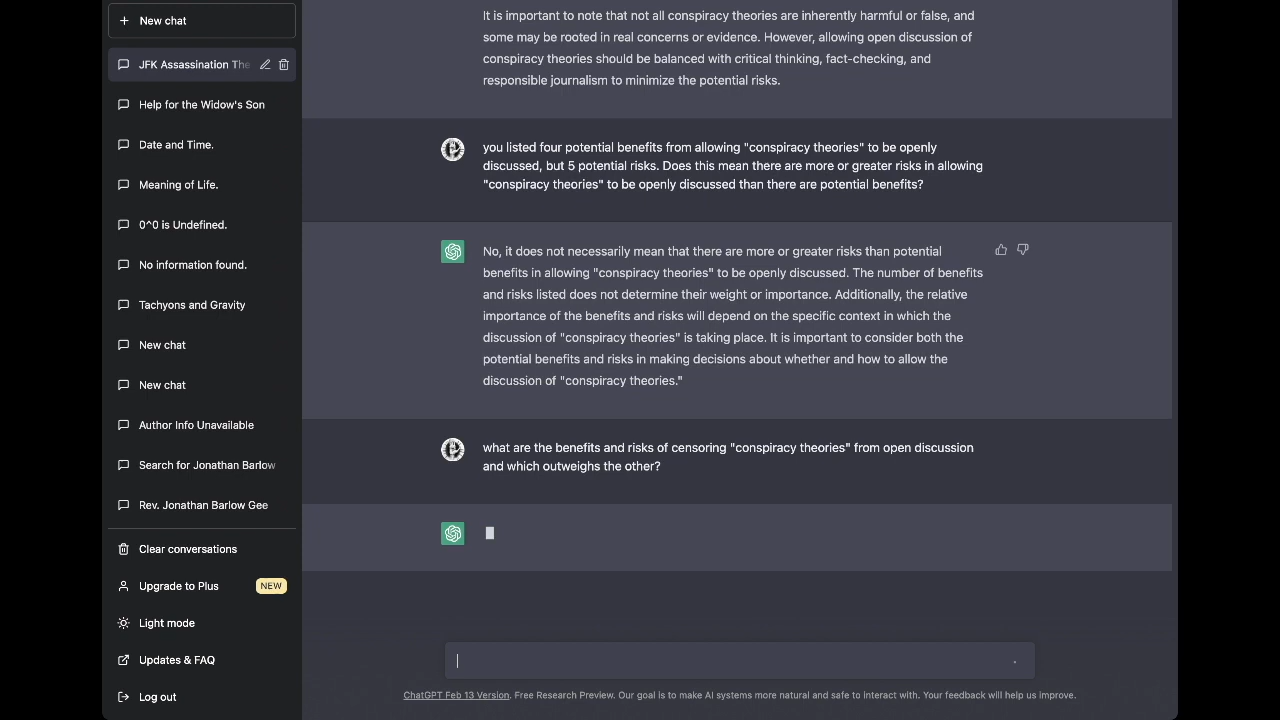 New chat
JFK Assassination The
Help for the Widow's Son
Date and Time.
Meaning of Life.
0^0 is Undefined.
No information found.
Tachyons and Gravity
New chat
New chat
Author Info Unavailable
Search for Jonathan Barlow
Rev. Jonathan Barlow Gee
Clear conversations
Upgrade to Plus NEW
Light mode
Updates & FAQ
Log out
It is important to note that not all conspiracy theories are inherently harmful or false, and
some may be rooted in real concerns or evidence. However, allowing open discussion of
conspiracy theories should be balanced with critical thinking, fact-checking, and
responsible journalism to minimize the potential risks.
you listed four potential benefits from allowing "conspiracy theories" to be openly
discussed, but 5 potential risks. Does this mean there are more or greater risks in allowing
"conspiracy theories" to be openly discussed than there are potential benefits?
No, it does not necessarily mean that there are more or greater risks than potential
benefits in allowing "conspiracy theories" to be openly discussed. The number of benefits
and risks listed does not determine their weight or importance. Additionally, the relative
importance of the benefits and risks will depend on the specific context in which the
discussion of "conspiracy theories" is taking place. It is important to consider both the
potential benefits and risks in making decisions about whether and how to allow the
discussion of "conspiracy theories."
what are the benefits and risks of censoring "conspiracy theories" from open discussion
and which outweighs the other?
ChatGPT Feb 13 Version. Free Research Preview. Our goal is to make AI systems more natural and safe to interact with. Your feedback will help us improve.